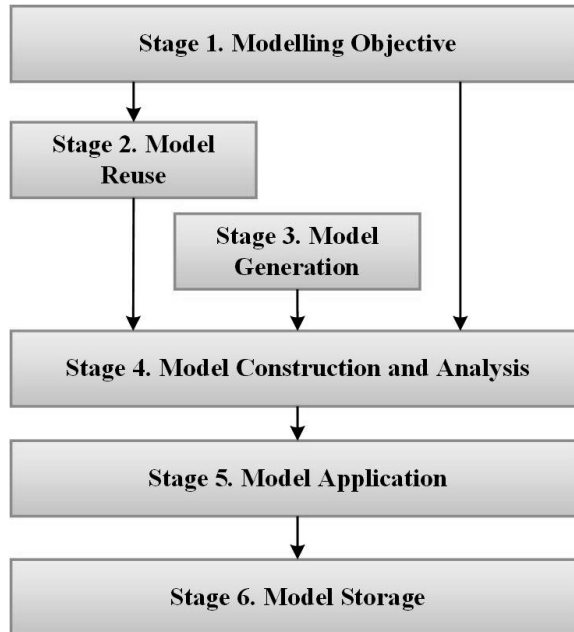 Stage 1. Modelling Objective
Stage 2. Model
Reuse
Stage 3. Model
Generation
Stage 4. Model Construction and Analysis
Stage 5. Model Application
Stage 6. Model Storage